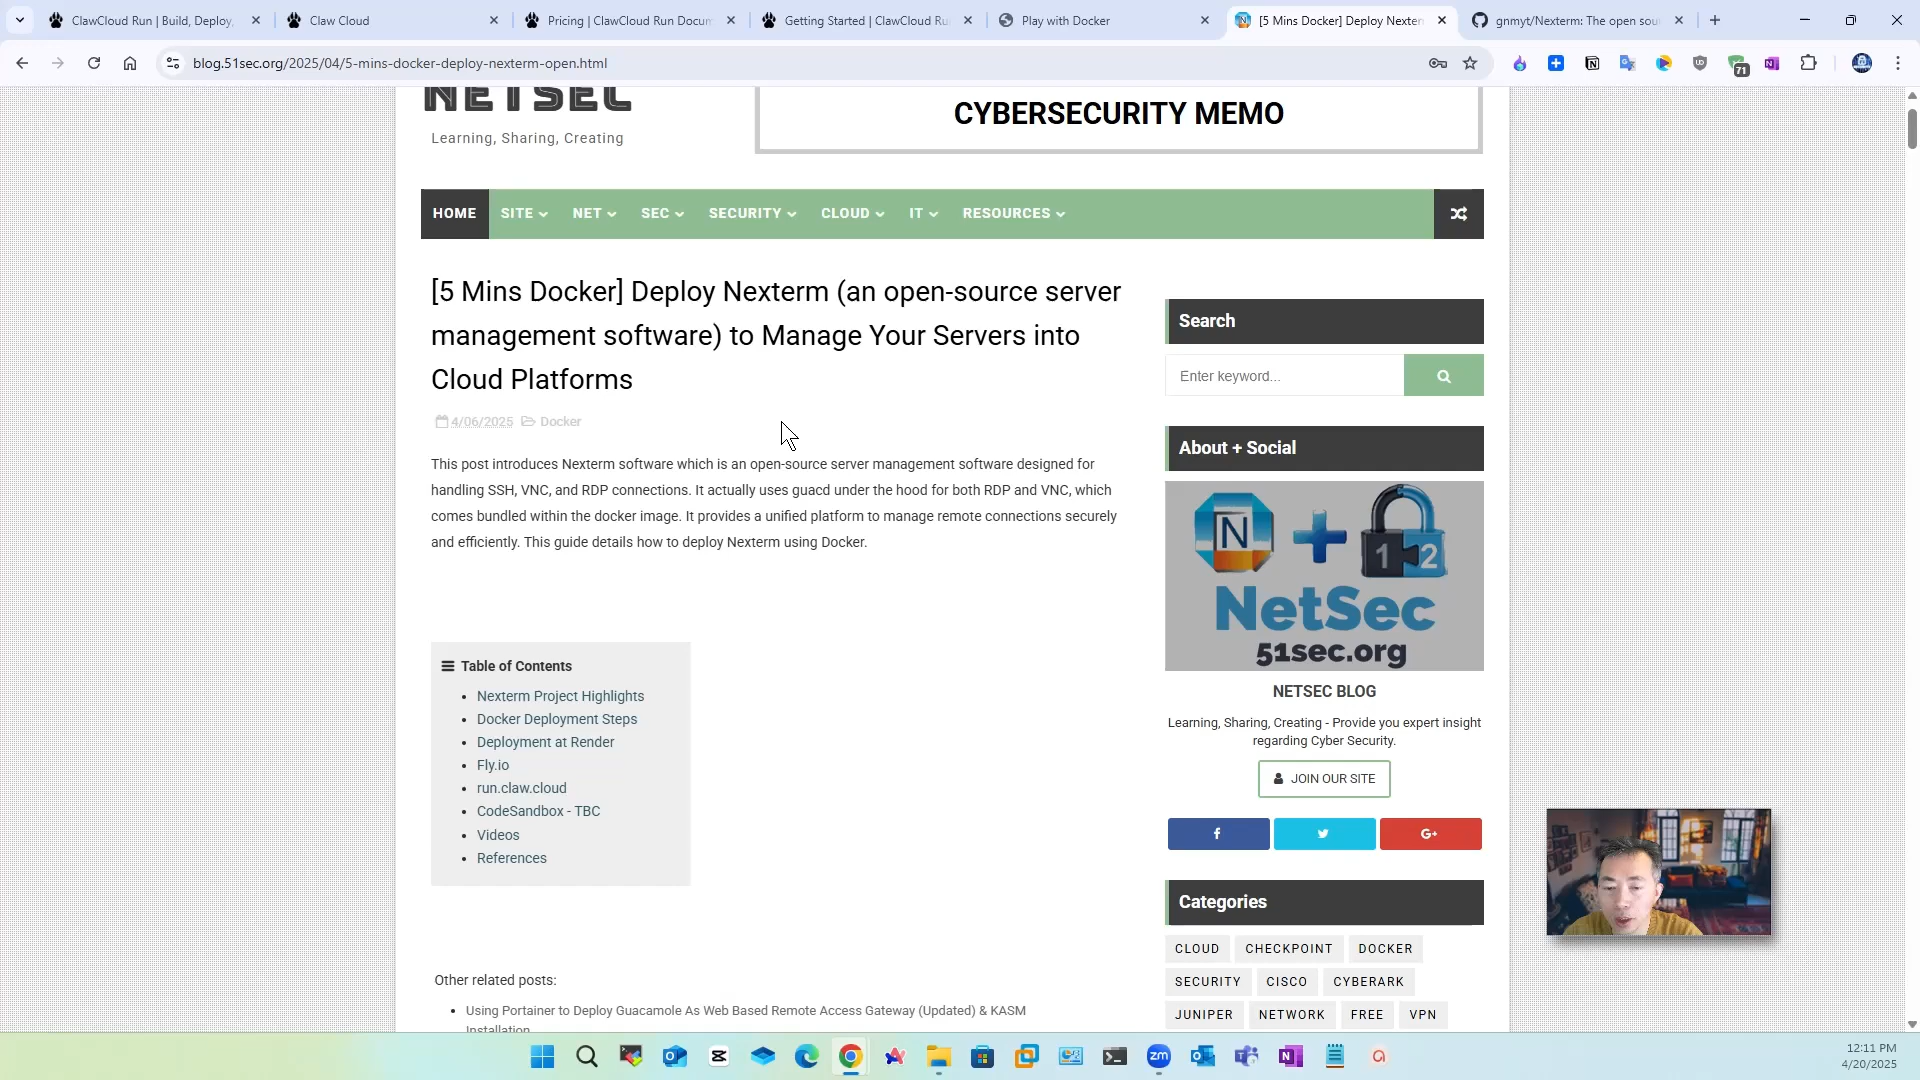 ClawCloud Run | Build, Deploy,
Claw Cloud
Pricing | ClawCloud Run Docum
Getting Started | ClawCloud Ru
Play with Docker
[5 Mins Docker] Deploy Nexterm
gnmyt/Nexterm: The open sou
blog.51sec.org/2025/04/5-mins-docker-deploy-nexterm-open.html
71
NETSEC
Learning, Sharing, Creating
CYBERSECURITY MEMO
HOME
SITE
NET
SEC
SECURITY
CLOUD
IT
RESOURCES
[5 Mins Docker] Deploy Nexterm (an open-source server
management software) to Manage Your Servers into
Cloud Platforms
4/06/2025
Docker
This post introduces Nexterm software which is an open-source server management software designed for
handling SSH, VNC, and RDP connections. It actually uses guacd under the hood for both RDP and VNC, which
comes bundled within the docker image. It provides a unified platform to manage remote connections securely
and efficiently. This guide details how to deploy Nexterm using Docker.
Table of Contents
Nexterm Project Highlights
Docker Deployment Steps
Deployment at Render
Fly.io
run.claw.cloud
CodeSandbox - TBC
Videos
References
Other related posts:
Using Portainer to Deploy Guacamole As Web Based Remote Access Gateway (Updated) & KASM
Installation
Search
Enter keyword...
About + Social
N
1 2
NetSec
51sec.org
NETSEC BLOG
Learning, Sharing, Creating - Provide you expert insight
regarding Cyber Security.
JOIN OUR SITE
Categories
CLOUD
CHECKPOINT
DOCKER
SECURITY
CISCO
CYBERARK
JUNIPER
NETWORK
FREE
VPN
zm
12:11 PM
4/20/2025